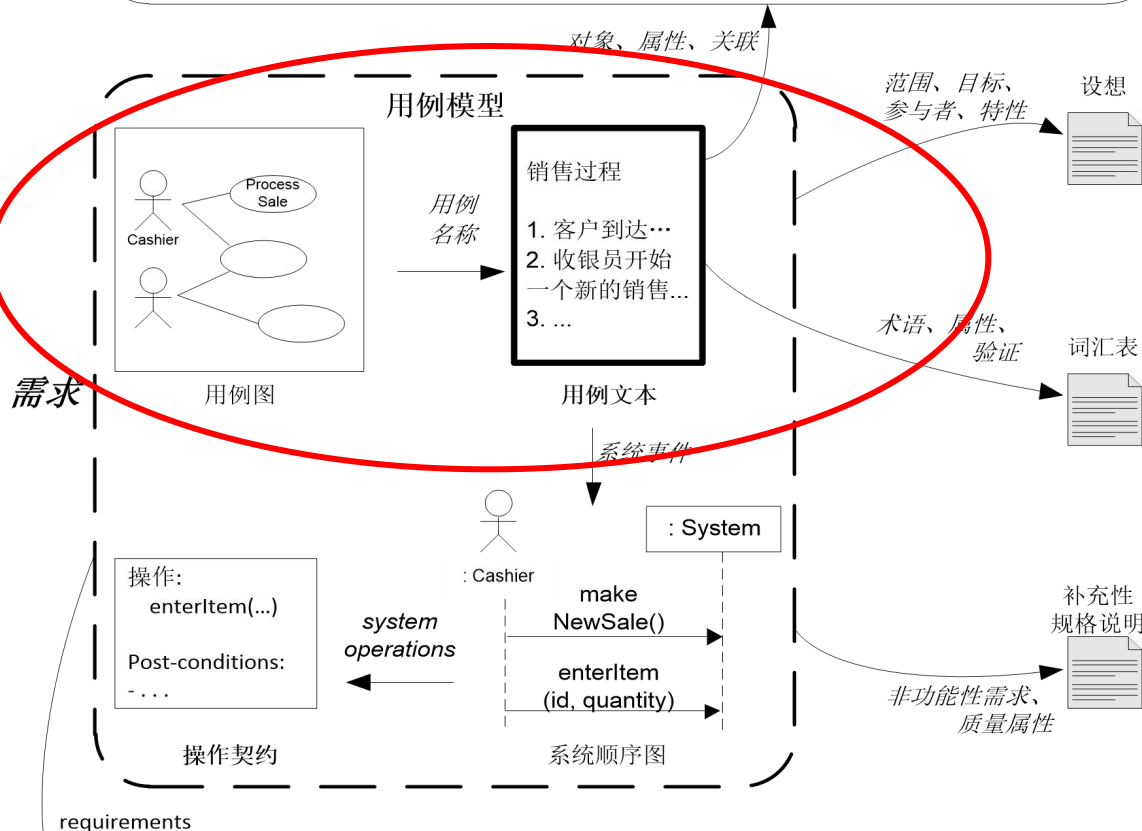 对象、属性、关联
用例模型
范围、目标、
参与者、特性
设想
Process
Sale
Cashier
用例
名称
销售过程
1. 客户到达…
2. 收银员开始
一个新的销售...
3. ...
术语、属性、
验证
词汇表
需求
用例图
用例文本
系统事件
: System
: Cashier
操作:
enterItem(...)
Post-conditions:
- . . .
system
operations
make
NewSale()
enterItem
(id, quantity)
补充性
规格说明
非功能性需求、
质量属性
操作契约
系统顺序图
requirements